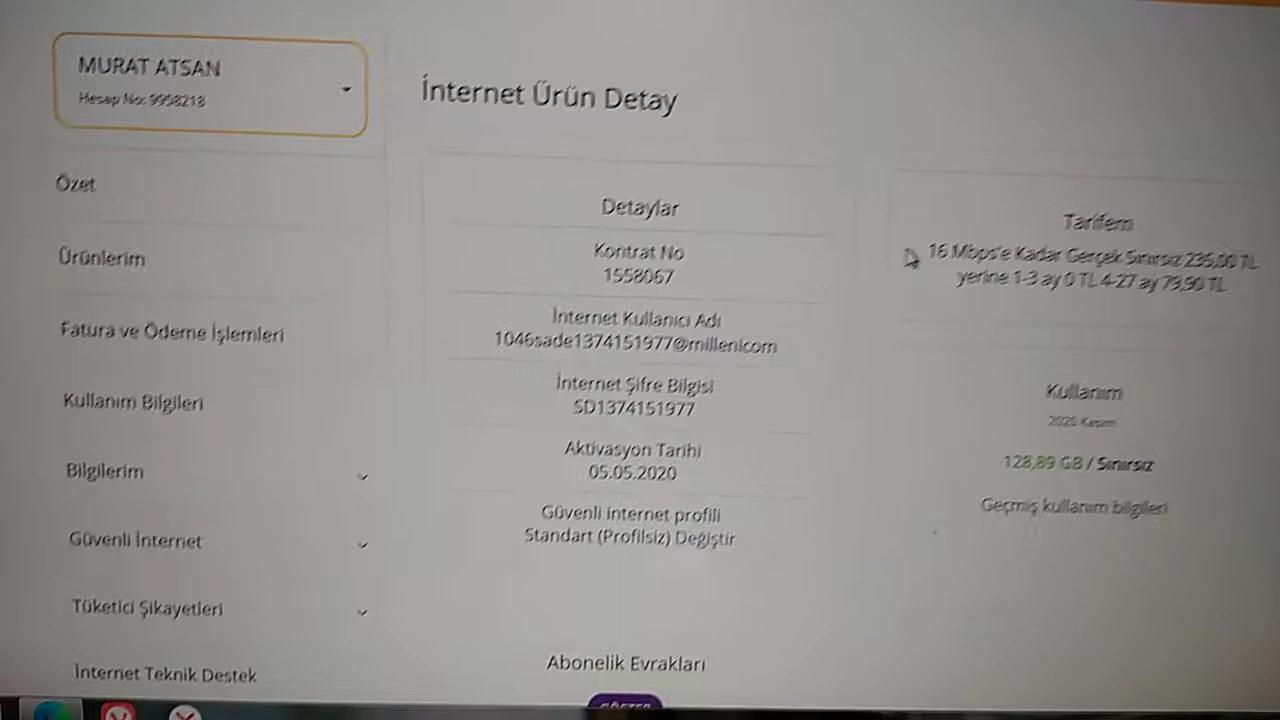 MURAT ATSAN
Hesap No: 9958218
İnternet Ürün Detay
Özet
Ürünlerim
Fatura ve Ödeme İşlemleri
Kullanım Bilgileri
Bilgilerim
Güvenli İnternet
Tüketici Şikayetleri
İnternet Teknik Destek
Detaylar
Kontrat No
1558067
İnternet Kullanıcı Adı
1046sade1374151977@millenicom
İnternet Şifre Bilgisi
SD1374151977
Aktivasyon Tarihi
05.05.2020
Güvenli internet profili
Standart (Profilsiz) Değiştir
Abonelik Evrakları
GÖSTER
Tarifem
16 Mbps'e Kadar Gerçek Sınırsız 235,00 TL
yerine 1-3 ay 0 TL 4-27 ay 79,90 TL
Kullanım
2020 Kasım
128,89 GB / Sınırsız
Geçmiş kullanım bilgileri